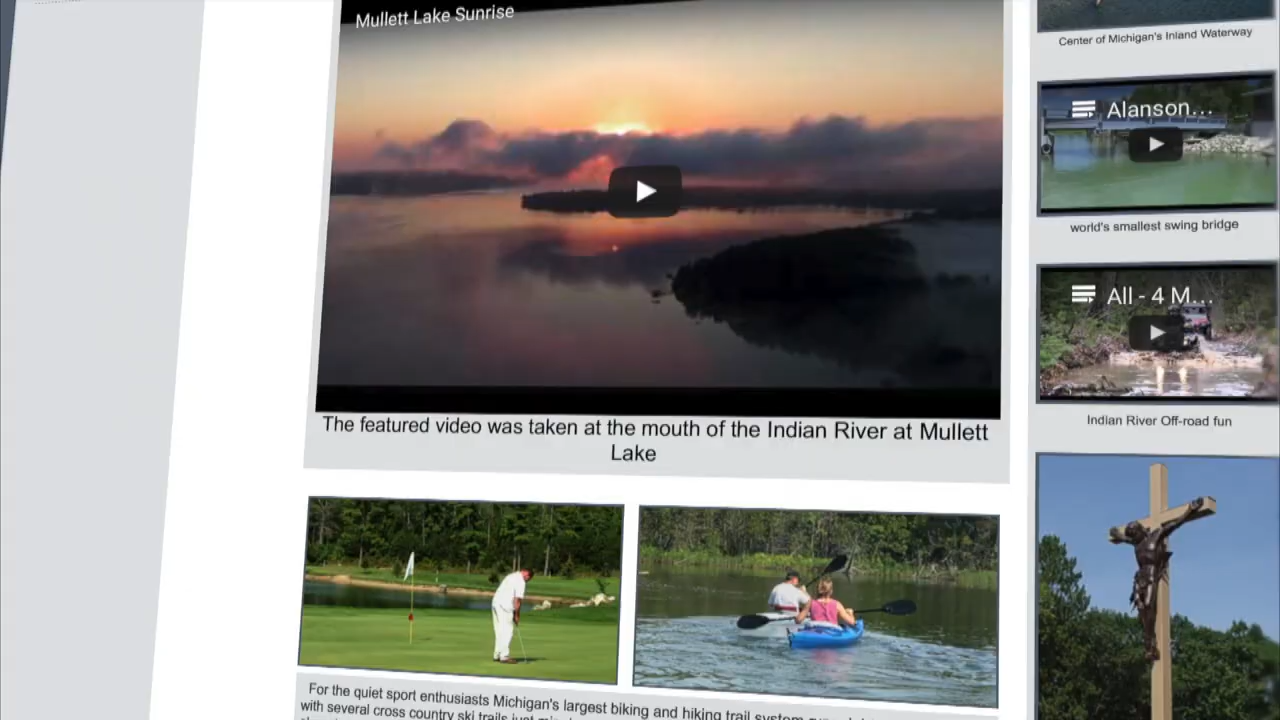 Mullett Lake Sunrise
The featured video was taken at the mouth of the Indian River at Mullett
Lake
For the quiet sport enthusiasts Michigan's largest biking and hiking trail system
with several cross country ski trails just
Center of Michigan's Inland Waterway
Alanson...
world's smallest swing bridge
All - 4 M...
Indian River Off-road fun